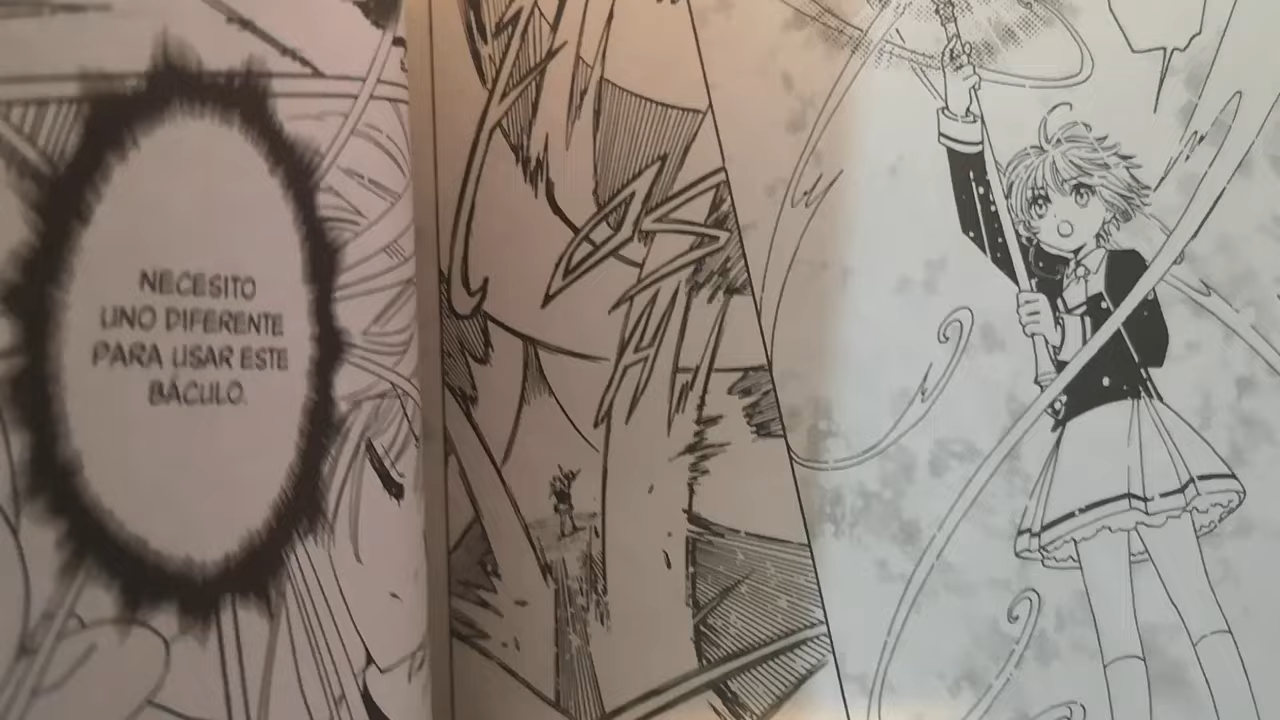 NECESITO
UNO DIFERENTE
PARA USAR ESTE
BÁCULO.